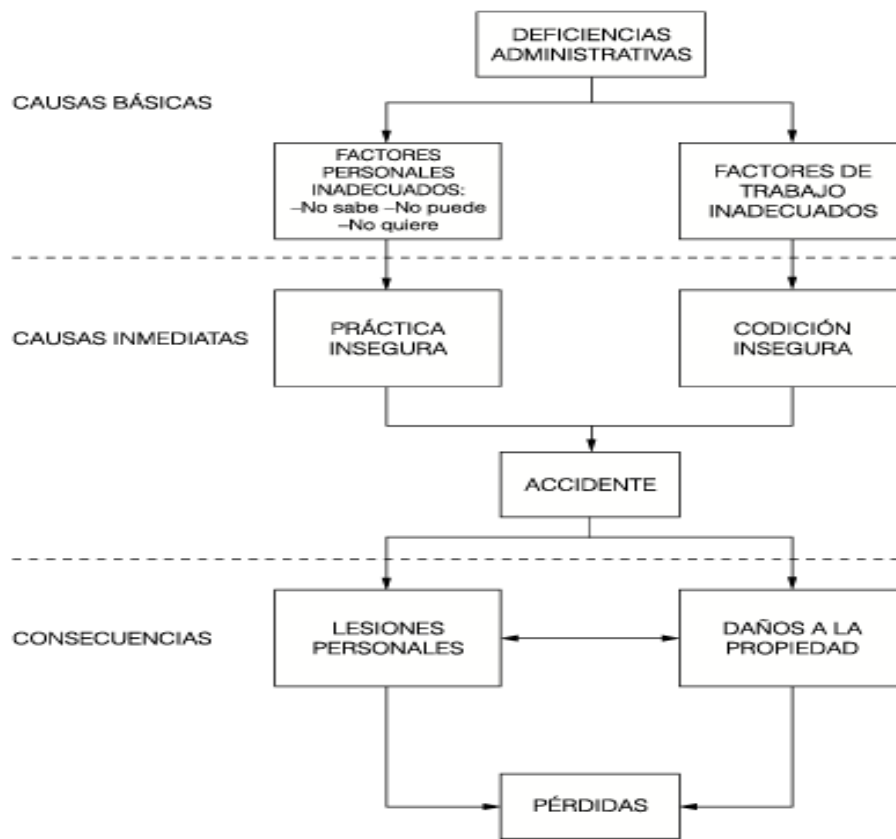 DEFICIENCIAS
ADMINISTRATIVAS
CAUSAS BÁSICAS
FACTORES
PERSONALES
INADECUADOS:
–No sabe –No puede
–No quiere
FACTORES DE
TRABAJO
INADECUADOS
CAUSAS INMEDIATAS
PRÁCTICA
INSEGURA
CODICIÓN
INSEGURA
ACCIDENTE
CONSECUENCIAS
LESIONES
PERSONALES
DAÑOS A LA
PROPIEDAD
PÉRDIDAS